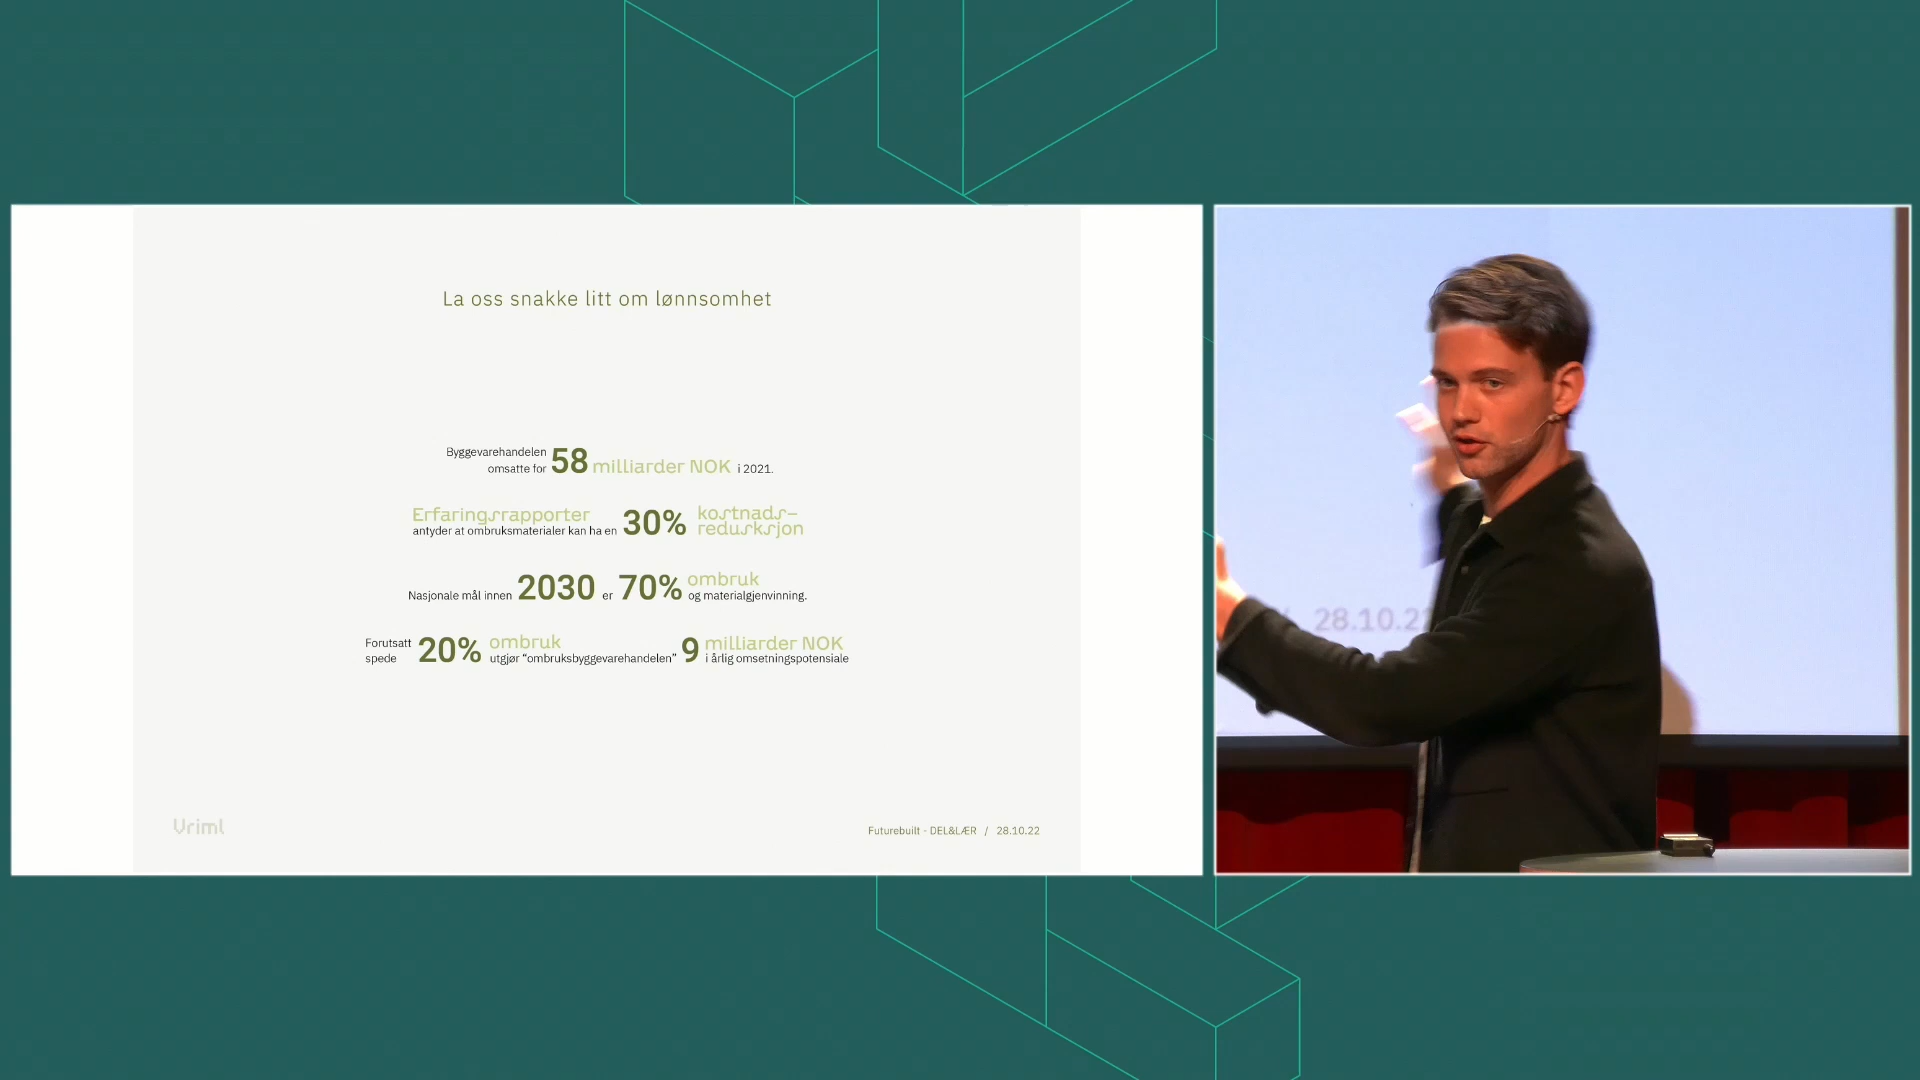 La oss snakke litt om lønnsomhet
Byggevarehandelen
omsatte for 58 milliarder NOK i 2021.
Erfaringsrapporter
antyder at ombruksmaterialer kan ha en 30% kostnads-
reduksksjon
Nasjonale mål innen 2030 er 70% ombruk
og materialgjenvinning.
Forutsatt
spede 20% ombruk
utgjør “ombruksbyggevarehandelen” 9 milliarder NOK
i årlig omsetningspotensiale
Vriml
Futurebuilt - DEL&LÆR / 28.10.22
28.10.22